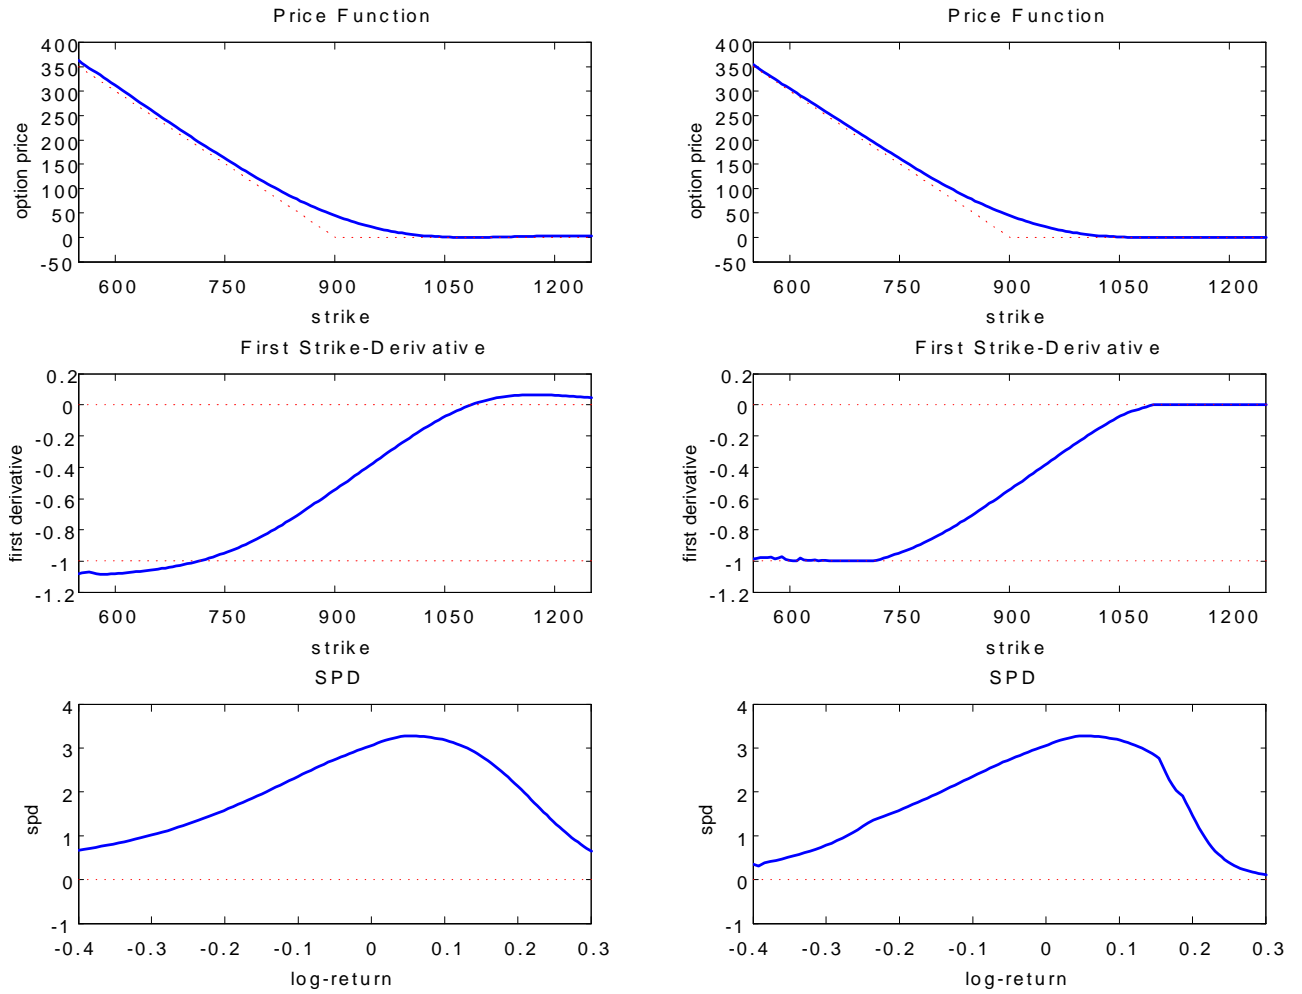 Price Function
400
350
300
250
200
150
100
50
0
-50
option price
600 750 900 1050 1200
strike
Price Function
400
350
300
250
200
150
100
50
0
-50
option price
600 750 900 1050 1200
strike
First Strike-Derivative
0.2
0
-0.2
-0.4
-0.6
-0.8
-1
-1.2
first derivative
600 750 900 1050 1200
strike
First Strike-Derivative
0.2
0
-0.2
-0.4
-0.6
-0.8
-1
-1.2
first derivative
600 750 900 1050 1200
strike
SPD
4
3
2
1
0
-1
spd
-0.4 -0.3 -0.2 -0.1 0 0.1 0.2 0.3
log-return
SPD
4
3
2
1
0
-1
spd
-0.4 -0.3 -0.2 -0.1 0 0.1 0.2 0.3
log-return